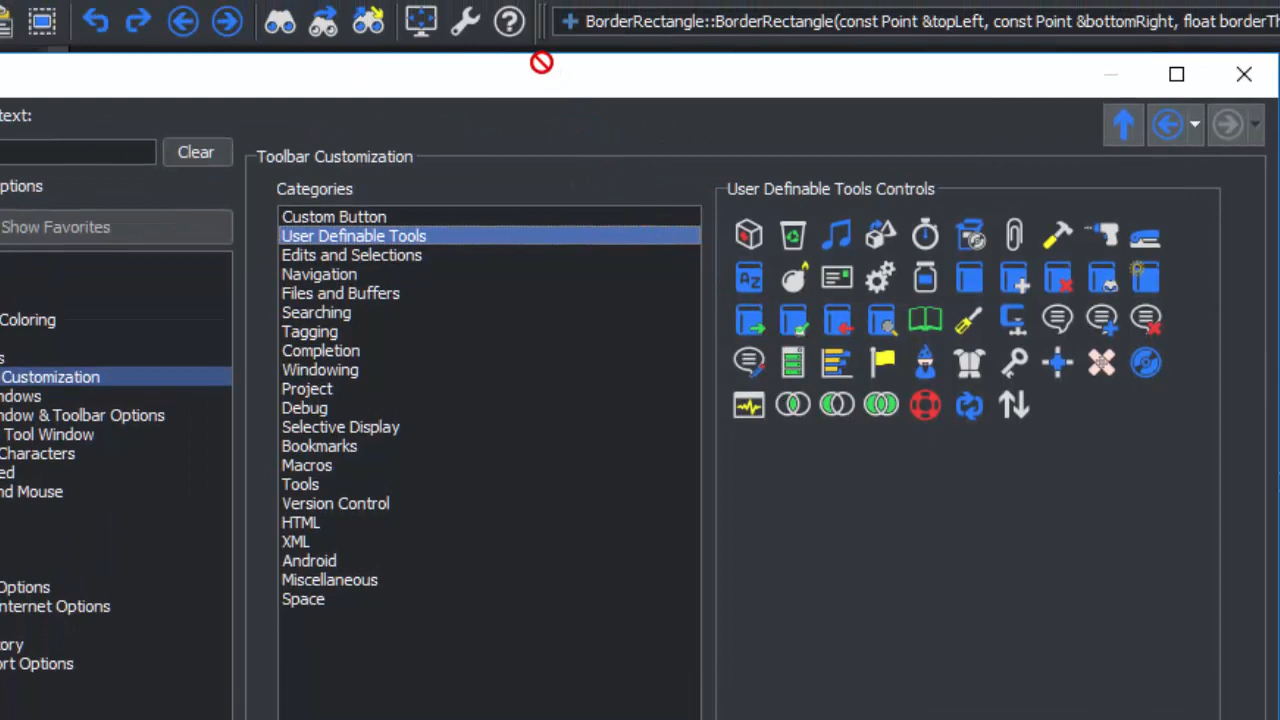 BorderRectangle::BorderRectangle(const Point &topLeft, const Point &bottomRight, float borderTh
text:
Clear
ptions
Show Favorites
Coloring
s
Customization
ndows
ndow & Toolbar Options
Tool Window
Characters
ed
nd Mouse
Options
nternet Options
ory
ort Options
Toolbar Customization
Categories
Custom Button
User Definable Tools
Edits and Selections
Navigation
Files and Buffers
Searching
Tagging
Completion
Windowing
Project
Debug
Selective Display
Bookmarks
Macros
Tools
Version Control
HTML
XML
Android
Miscellaneous
Space
User Definable Tools Controls
AZ